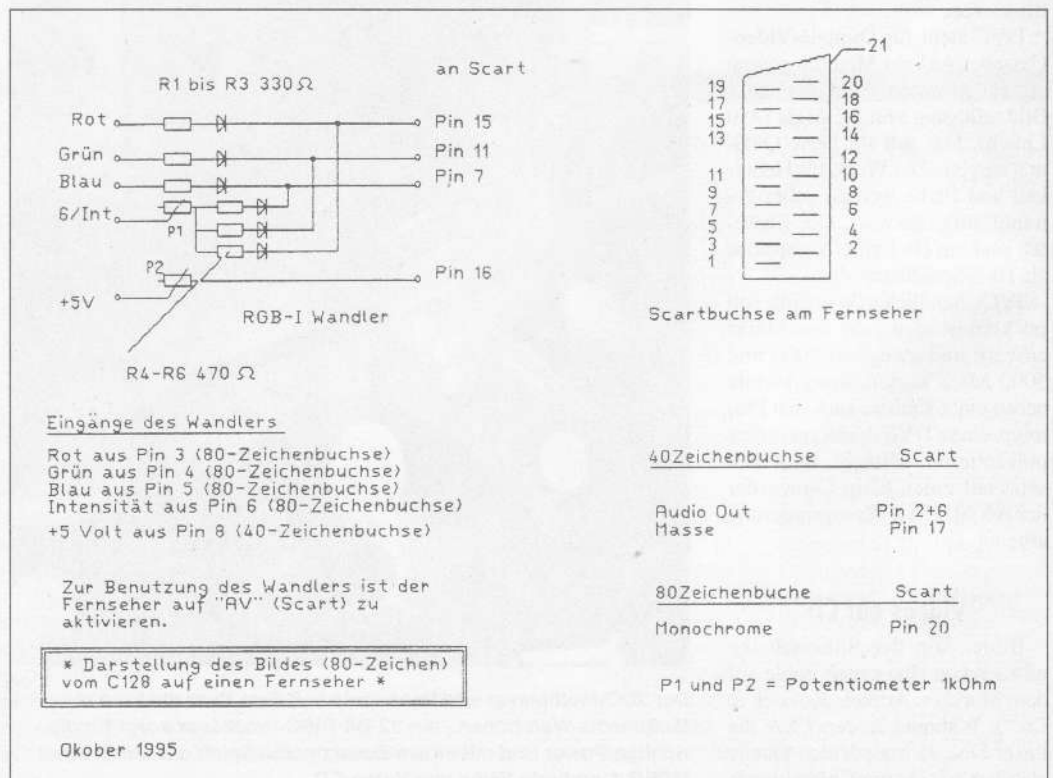 R1 bis R3 330Ω
an Scart
Rot
Pin 15
Grün
Pin 11
Blau
Pin 7
6/Int
P1
P2
Pin 16
+5V
RGB-I Wandler
R4-R6 470 Ω
21
19
20
17
18
15
16
13
14
12
11
10
9
8
7
6
5
4
3
2
1
Scartbuchse am Fernseher
Eingänge des Wandlers
Rot aus Pin 3 (80-Zeichenbuchse)
Grün aus Pin 4 (80-Zeichenbuchse)
Blau aus Pin 5 (80-Zeichenbuchse)
Intensität aus Pin 6 (80-Zeichenbuchse)
+5 Volt aus Pin 8 (40-Zeichenbuchse)
Zur Benutzung des Wandlers ist der
Fernseher auf "AV" (Scart) zu
aktivieren.
* Darstellung des Bildes (80-Zeichen)
vom C128 auf einen Fernseher *
Okober 1995
40Zeichenbuchse Scart
Audio Out Pin 2+6
Masse Pin 17
80Zeichenbuche Scart
Monochrome Pin 20
P1 und P2 = Potentiometer 1kOhm